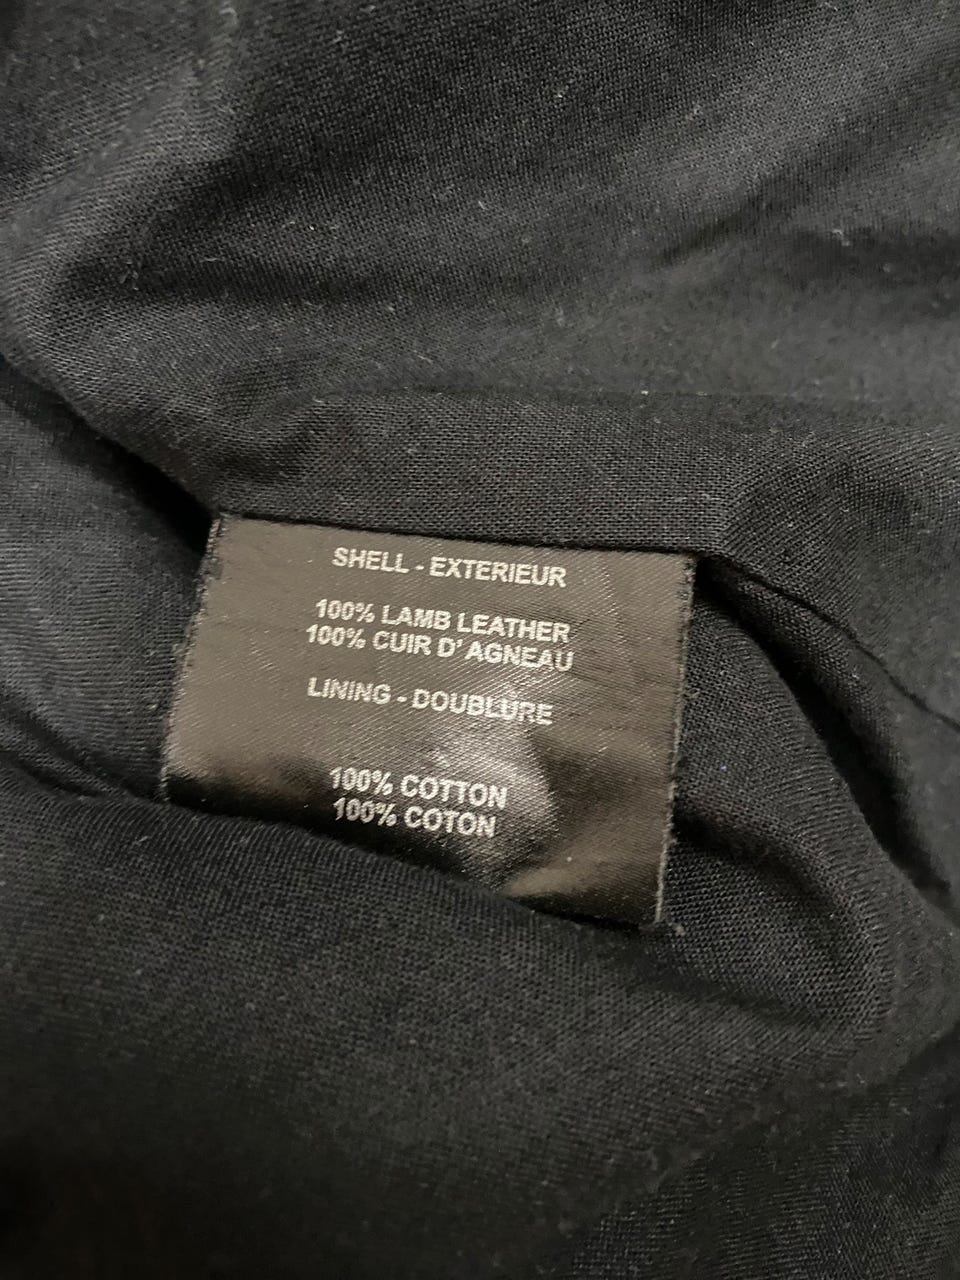 SHELL - EXTERIEUR
100% LAMB LEATHER
100% CUIR D'AGNEAU
LINING - DOUBLURE
100% COTTON
100% COTON